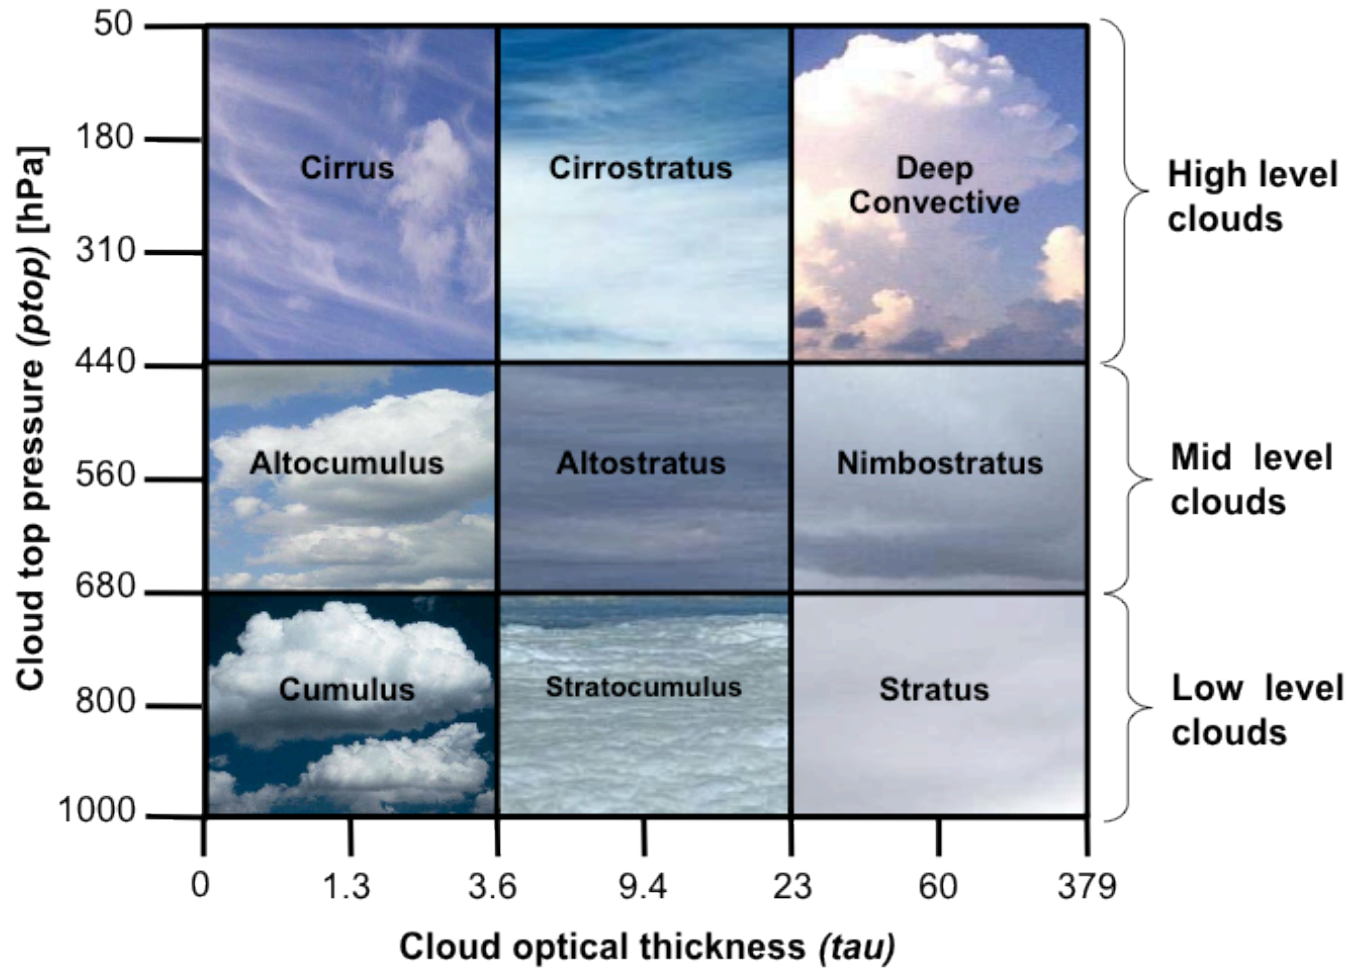 50
180
310
440
560
680
800
1000
Cloud top pressure (ptop) [hPa]
Cirrus
Cirrostratus
Deep
Convective
High level
clouds
Altocumulus
Altostratus
Nimbostratus
Mid level
clouds
Cumulus
Stratocumulus
Stratus
Low level
clouds
0 1.3 3.6 9.4 23 60 379
Cloud optical thickness (tau)